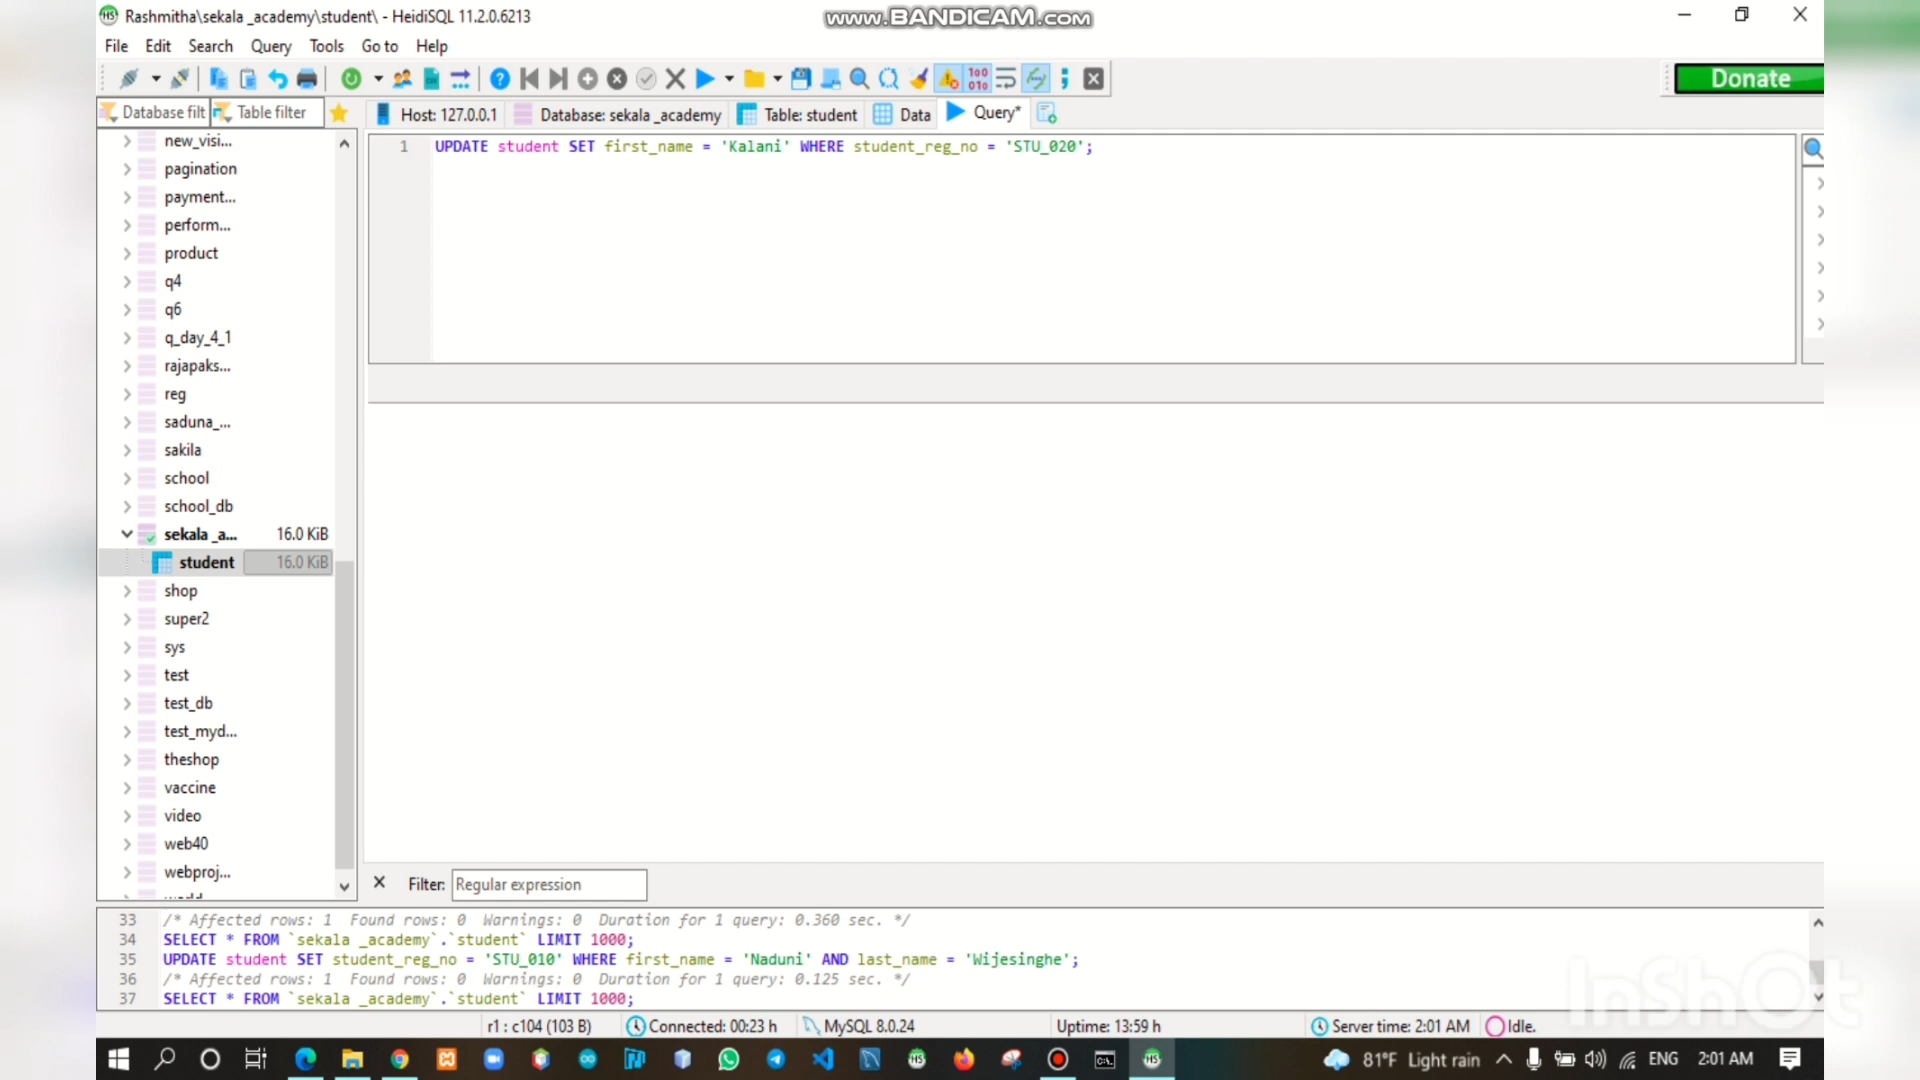 Rashmitha\sekala _academy\student\ - HeidiSQL 11.2.0.6213
www.BANDICAM.com
File Edit Search Query Tools Go to Help
Donate
Database filt Table filter
Host: 127.0.0.1 Database: sekala _academy Table: student Data Query*
1 UPDATE student SET first_name = 'Kalani' WHERE student_reg_no = 'STU_020';
new_visi...
pagination
payment...
perform...
product
q4
q6
q_day_4_1
rajapaks...
reg
saduna_...
sakila
school
school_db
sekala _a... 16.0 KiB
student 16.0 KiB
shop
super2
sys
test
test_db
test_myd...
theshop
vaccine
video
web40
webproj...
Filter: Regular expression
33 /* Affected rows: 1 Found rows: 0 Warnings: 0 Duration for 1 query: 0.360 sec. */
34 SELECT * FROM `sekala _academy`.`student` LIMIT 1000;
35 UPDATE student SET student_reg_no = 'STU_010' WHERE first_name = 'Naduni' AND last_name = 'Wijesinghe';
36 /* Affected rows: 1 Found rows: 0 Warnings: 0 Duration for 1 query: 0.125 sec. */
37 SELECT * FROM `sekala _academy`.`student` LIMIT 1000;
InShOt
r1 : c104 (103 B) Connected: 00:23 h MySQL 8.0.24 Uptime: 13:59 h Server time: 2:01 AM Idle.
81°F Light rain ENG 2:01 AM